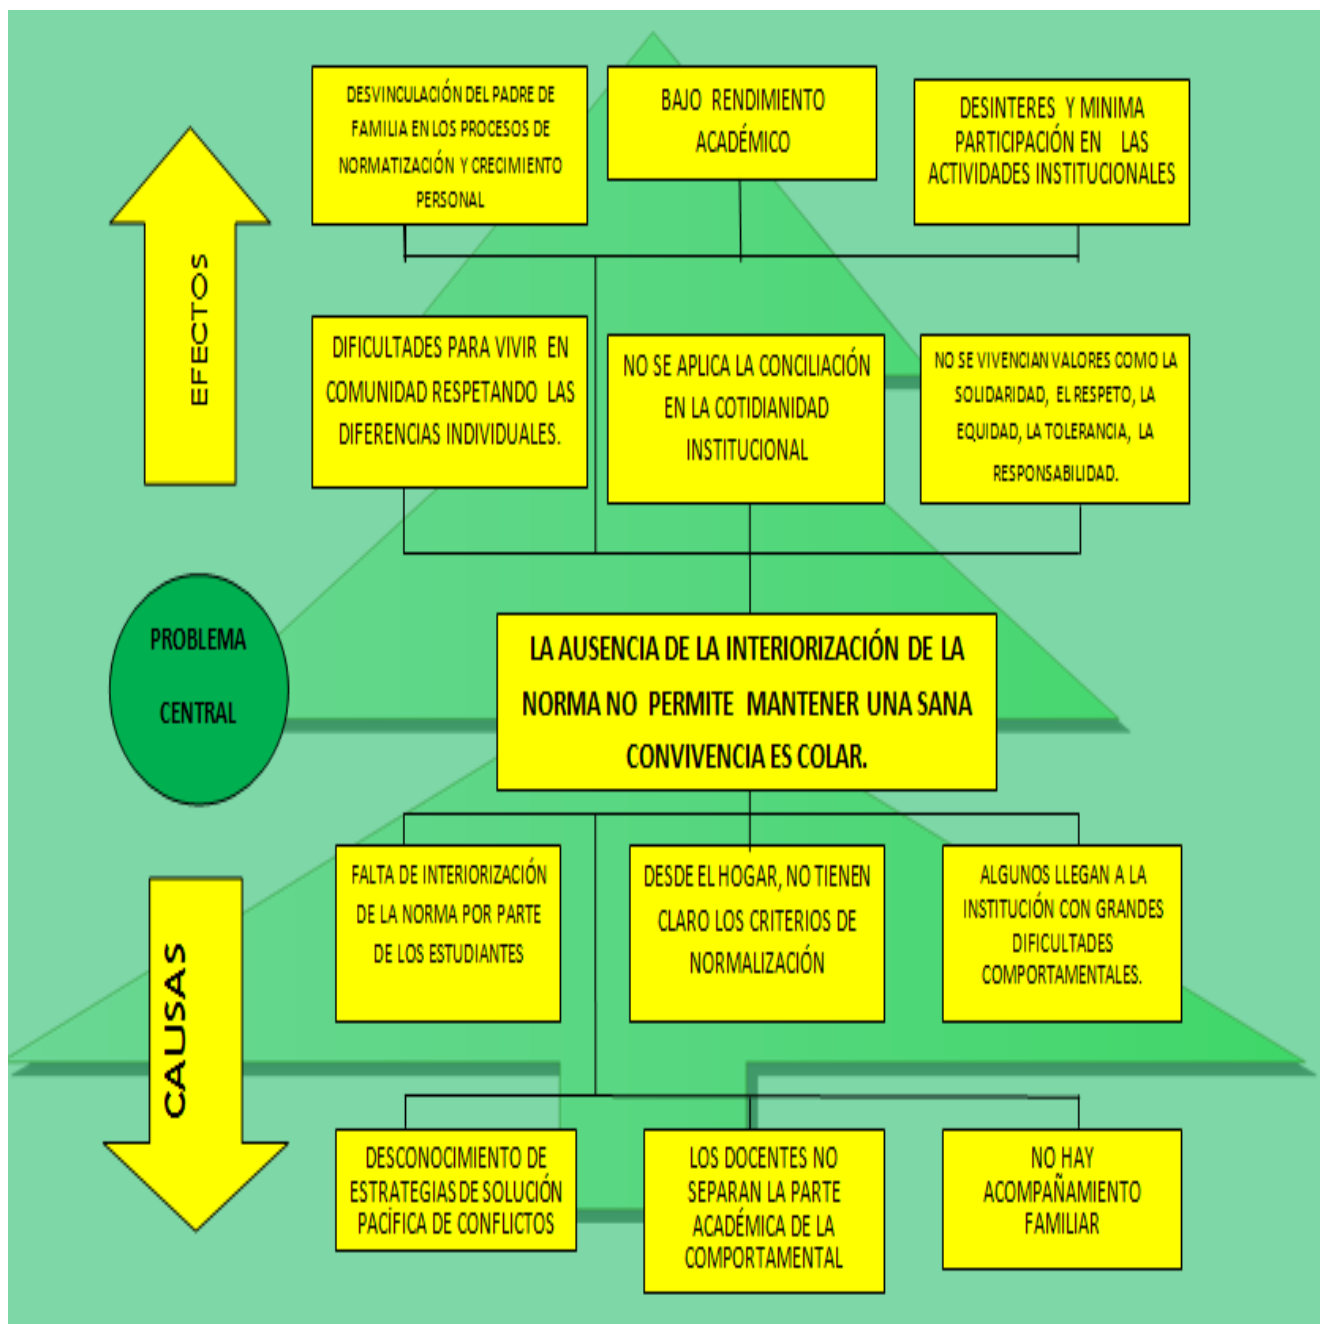 DESVINCULACIÓN DEL PADRE DE
FAMILIA EN LOS PROCESOS DE
NORMATIZACIÓN Y CRECIMIENTO
PERSONAL
BAJO RENDIMIENTO
ACADÉMICO
DESINTERES Y MINIMA
PARTICIPACIÓN EN LAS
ACTIVIDADES INSTITUCIONALES
EFECTOS
DIFICULTADES PARA VIVIR EN
COMUNIDAD RESPETANDO LAS
DIFERENCIAS INDIVIDUALES.
NO SE APLICA LA CONCILIACIÓN
EN LA COTIDIANIDAD
INSTITUCIONAL
NO SE VIVENCIAN VALORES COMO LA
SOLIDARIDAD, EL RESPETO, LA
EQUIDAD, LA TOLERANCIA, LA
RESPONSABILIDAD.
PROBLEMA
CENTRAL
LA AUSENCIA DE LA INTERIORIZACIÓN DE LA
NORMA NO PERMITE MANTENER UNA SANA
CONVIVENCIA ES COLAR.
CAUSAS
FALTA DE INTERIORIZACIÓN
DE LA NORMA POR PARTE
DE LOS ESTUDIANTES
DESDE EL HOGAR, NO TIENEN
CLARO LOS CRITERIOS DE
NORMALIZACIÓN
ALGUNOS LLEGAN A LA
INSTITUCIÓN CON GRANDES
DIFICULTADES
COMPORTAMENTALES.
DESCONOCIMIENTO DE
ESTRATEGIAS DE SOLUCIÓN
PACÍFICA DE CONFLICTOS
LOS DOCENTES NO
SEPARAN LA PARTE
ACADÉMICA DE LA
COMPORTAMENTAL
NO HAY
ACOMPAÑAMIENTO
FAMILIAR